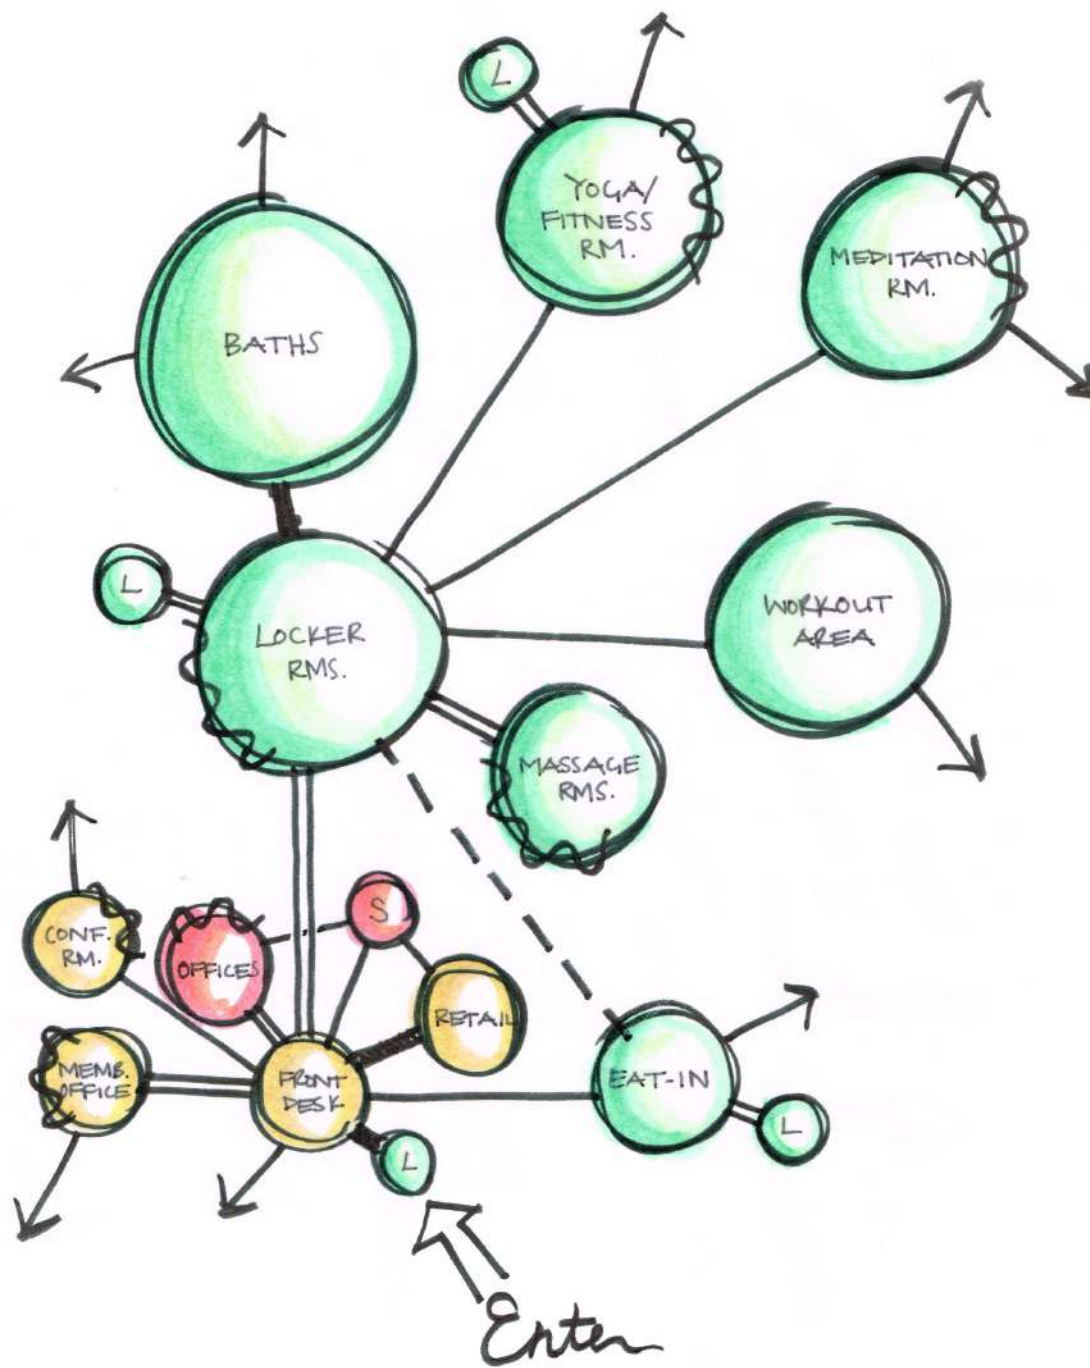 L
YOGA/
FITNESS
RM.
MEDITATION
RM.
BATHS
L
LOCKER
RMS.
WORKOUT
AREA
MASSAGE
RMS.
CONF.
RM.
OFFICES
S
RETAIL
MEMB.
OFFICE
FRONT
DESK
EAT-IN
L
L
Enter